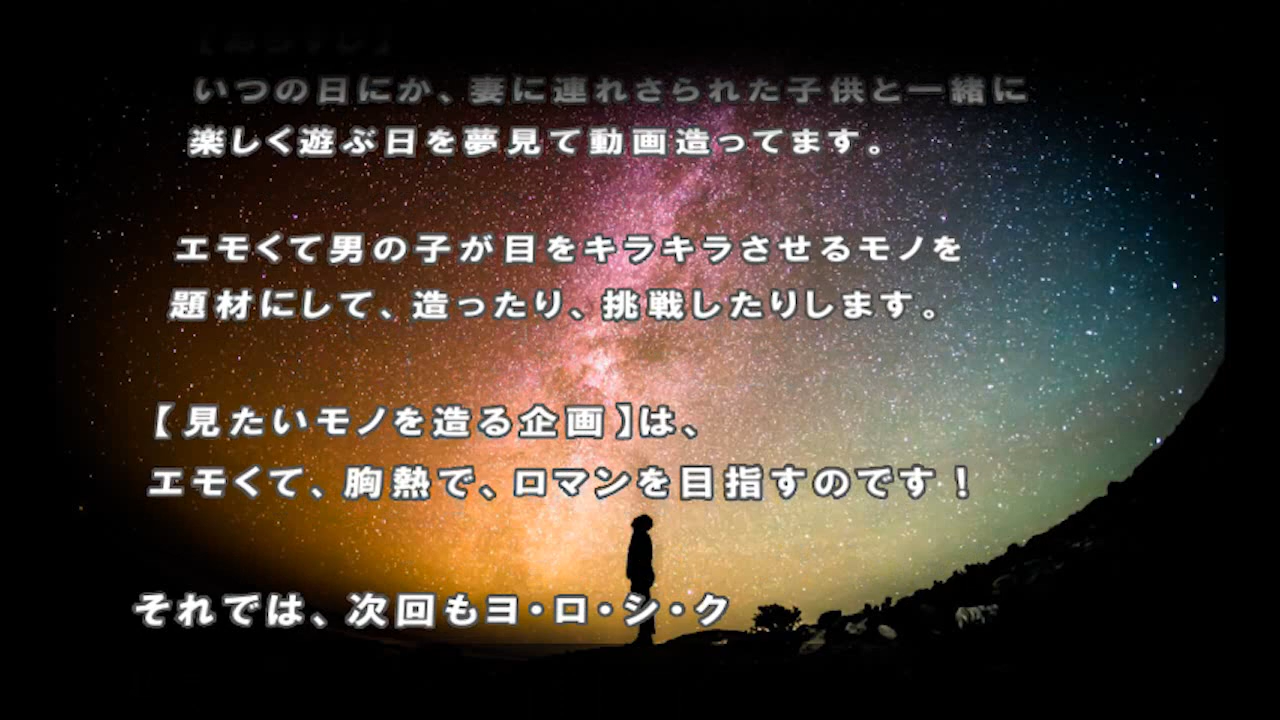 【あらすじ】
いつの日にか、妻に連れさられた子供と一緒に
楽しく遊ぶ日を夢見て動画造ってます。
エモくて男の子が目をキラキラさせるモノを
題材にして、造ったり、挑戦したりします。
【見たいモノを造る企画】は、
エモくて、胸熱で、ロマンを目指すのです！
それでは、次回もヨ・ロ・シ・ク